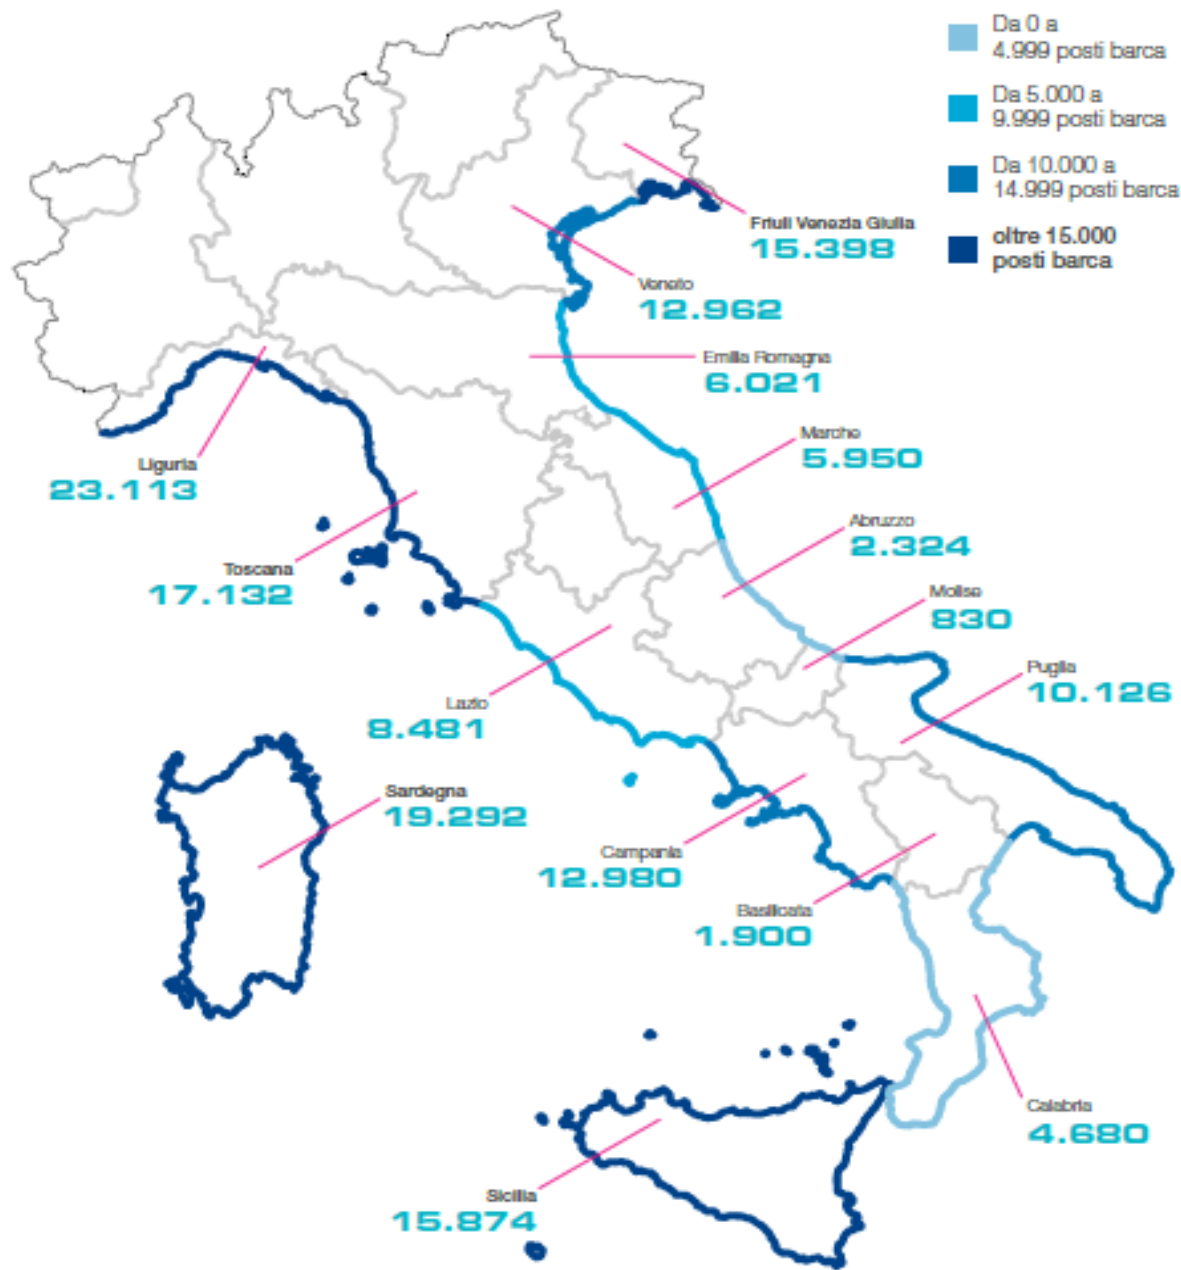 Da 0 a
4.999 posti barca
Da 5.000 a
9.999 posti barca
Da 10.000 a
14.999 posti barca
oltre 15.000
posti barca
Friuli Venezia Giulia
15.398
Veneto
12.962
Emilia Romagna
6.021
Marche
5.950
Liguria
23.113
Abruzzo
2.324
Toscana
17.132
Molise
830
Puglia
10.126
Lazio
8.481
Sardegna
19.292
Campania
12.980
Basilicata
1.900
Calabria
4.680
Sicilia
15.874